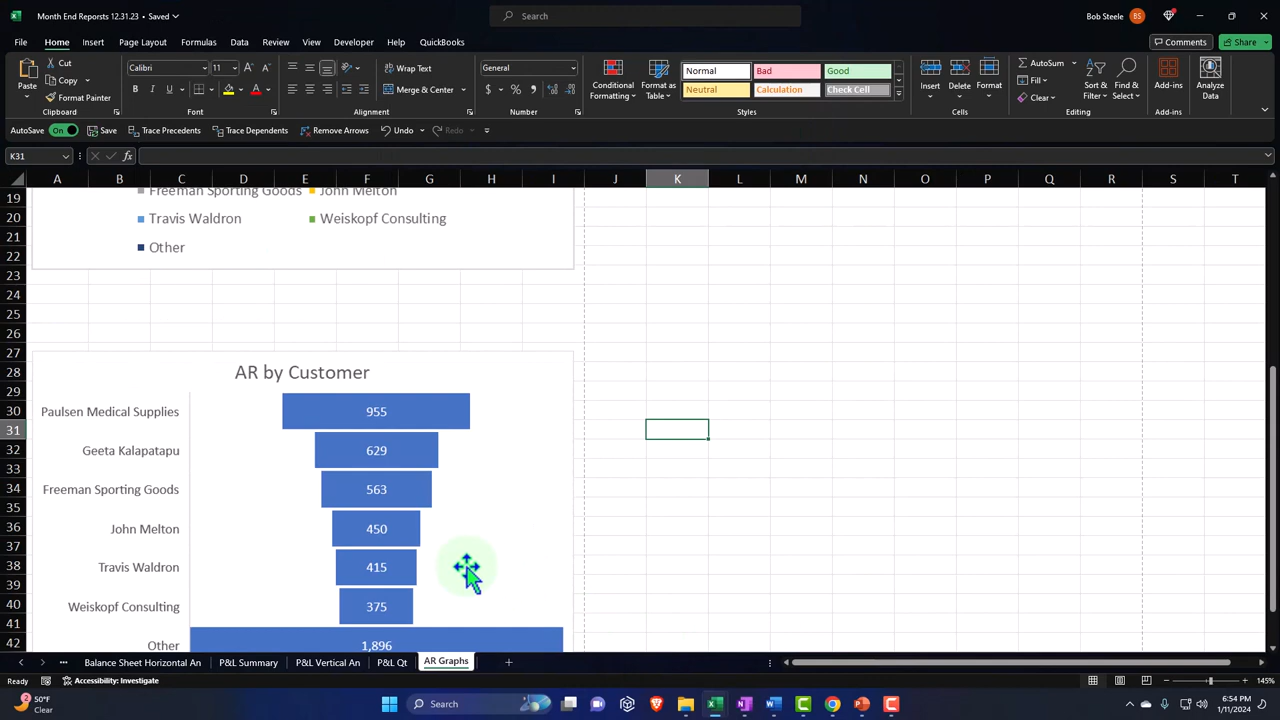 Month End Reporsts 12.31.23 • Saved
Search
Bob Steele BS
File Home Insert Page Layout Formulas Data Review View Developer Help QuickBooks
Comments Share
Paste Cut Copy Format Painter
Clipboard
Calibri 11
B I U A
Font
Wrap Text
Merge & Center
Alignment
General
$ % 9
Number
Conditional Formatting Format as Table
Normal Bad Good
Neutral Calculation Check Cell
Styles
Insert Delete Format
Cells
AutoSum Fill Clear
Sort & Filter Find & Select
Editing
Add-ins
Add-ins
Analyze Data
AutoSave On Save Trace Precedents Trace Dependents Remove Arrows Undo Redo
K31 fx
A B C D E F G H I J K L M N O P Q R S T
19
20
21
22
23
24
25
26
27
28
29
30
31
32
33
34
35
36
37
38
39
40
41
42
Freeman Sporting Goods John Melton
Travis Waldron Weiskopf Consulting
Other
AR by Customer
Paulsen Medical Supplies 955
Geeta Kalapatapu 629
Freeman Sporting Goods 563
John Melton 450
Travis Waldron 415
Weiskopf Consulting 375
Other 1,896
... Balance Sheet Horizontal An P&L Summary P&L Vertical An P&L Qt AR Graphs
Ready Accessibility: Investigate
145%
2 50°F
Clear
Search
6:54 PM
1/11/2024